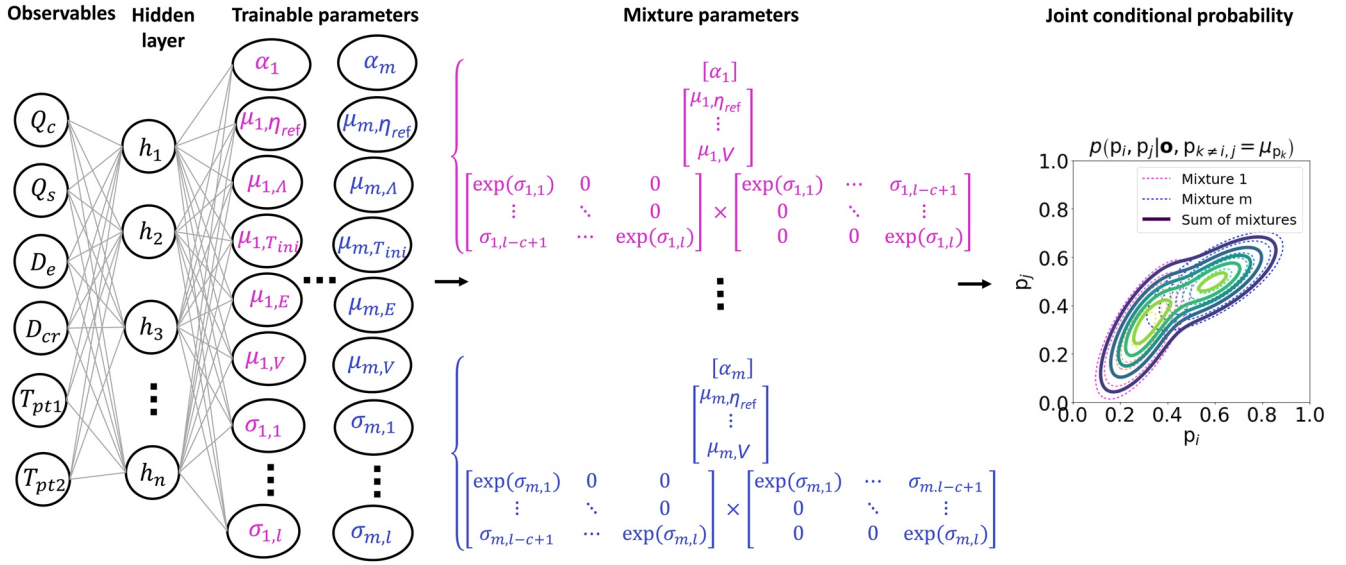 Observables
Hidden
layer
Trainable parameters
Mixture parameters
Joint conditional probability
Q_c
Q_s
D_e
D_cr
T_pt1
T_pt2
h_1
h_2
h_3
⋮
h_n
α_1
μ_1,η_ref
μ_1,Λ
μ_1,T_ini
μ_1,E
μ_1,V
σ_1,1
⋮
σ_1,l
⋯
α_m
μ_m,η_ref
μ_m,Λ
μ_m,T_ini
μ_m,E
μ_m,V
σ_m,1
⋮
σ_m,l
[α_1]
μ_1,η_ref
⋮
μ_1,V
exp(σ_1,1) 0 0 exp(σ_1,1) ⋯ σ_1,l−c+1
⋮ ⋱ 0 × 0 ⋱ ⋮
σ_1,l−c+1 ⋯ exp(σ_1,l) 0 0 exp(σ_1,l)
⋮
[α_m]
μ_m,η_ref
⋮
μ_m,V
exp(σ_m,1) 0 0 exp(σ_m,1) ⋯ σ_m.l−c+1
⋮ ⋱ 0 × 0 ⋱ ⋮
σ_m,l−c+1 ⋯ exp(σ_m,l) 0 0 exp(σ_m,l)
p(p_i, p_j|o, p_k≠i,j = μ_p_k)
Mixture 1
Mixture m
Sum of mixtures
1.0
0.8
0.6
0.4
0.2
0.0
p_j
0.0 0.2 0.4 0.6 0.8 1.0
p_i